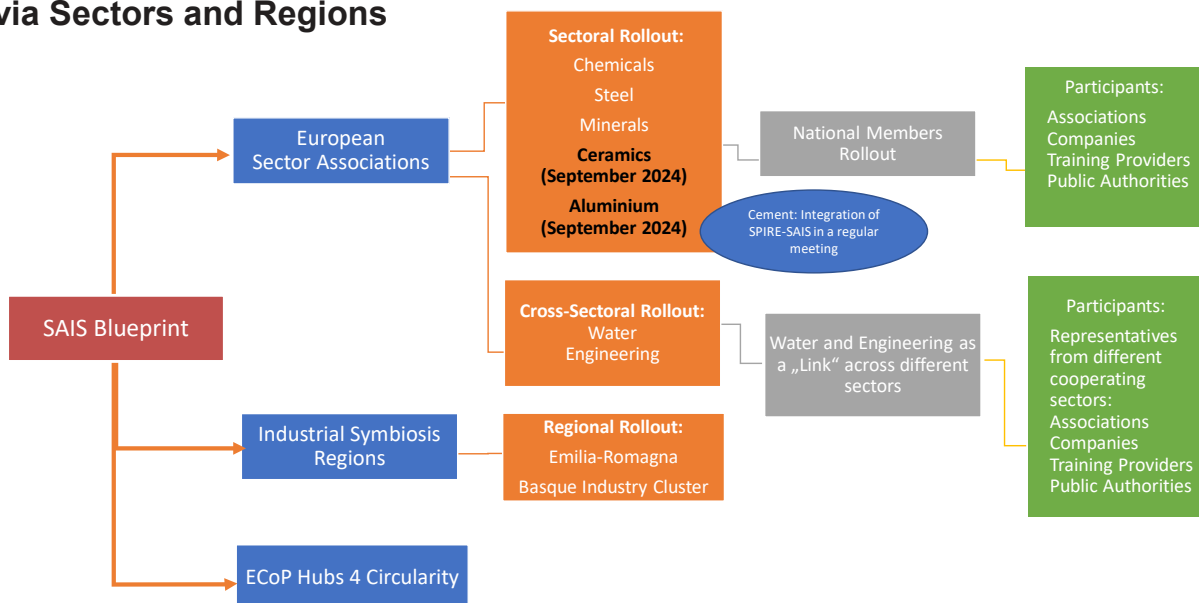 via Sectors and Regions
SAIS Blueprint
European
Sector Associations
Sectoral Rollout:
Chemicals
Steel
Minerals
Ceramics
(September 2024)
Aluminium
(September 2024)
National Members
Rollout
Participants:
Associations
Companies
Training Providers
Public Authorities
Cement: Integration of
SPIRE-SAIS in a regular
meeting
Cross-Sectoral Rollout:
Water
Engineering
Water and Engineering as
a „Link“ across different
sectors
Participants:
Representatives
from different
cooperating
sectors:
Associations
Companies
Training Providers
Public Authorities
Industrial Symbiosis
Regions
Regional Rollout:
Emilia-Romagna
Basque Industry Cluster
ECoP Hubs 4 Circularity